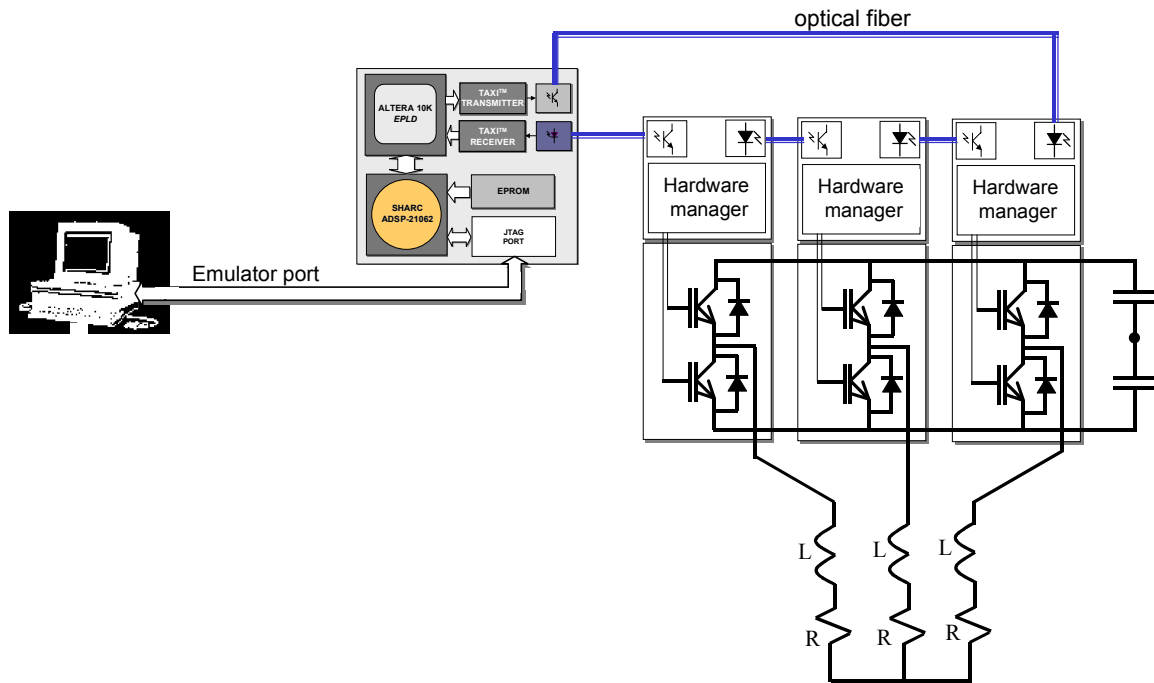 optical fiber
ALTERA 10K
EPLD
TAXI™
TRANSMITTER
TAXI™
RECEIVER
EPROM
SHARC
ADSP-21062
JTAG
PORT
Hardware
manager
Hardware
manager
Hardware
manager
Emulator port
L
L
L
R
R
R